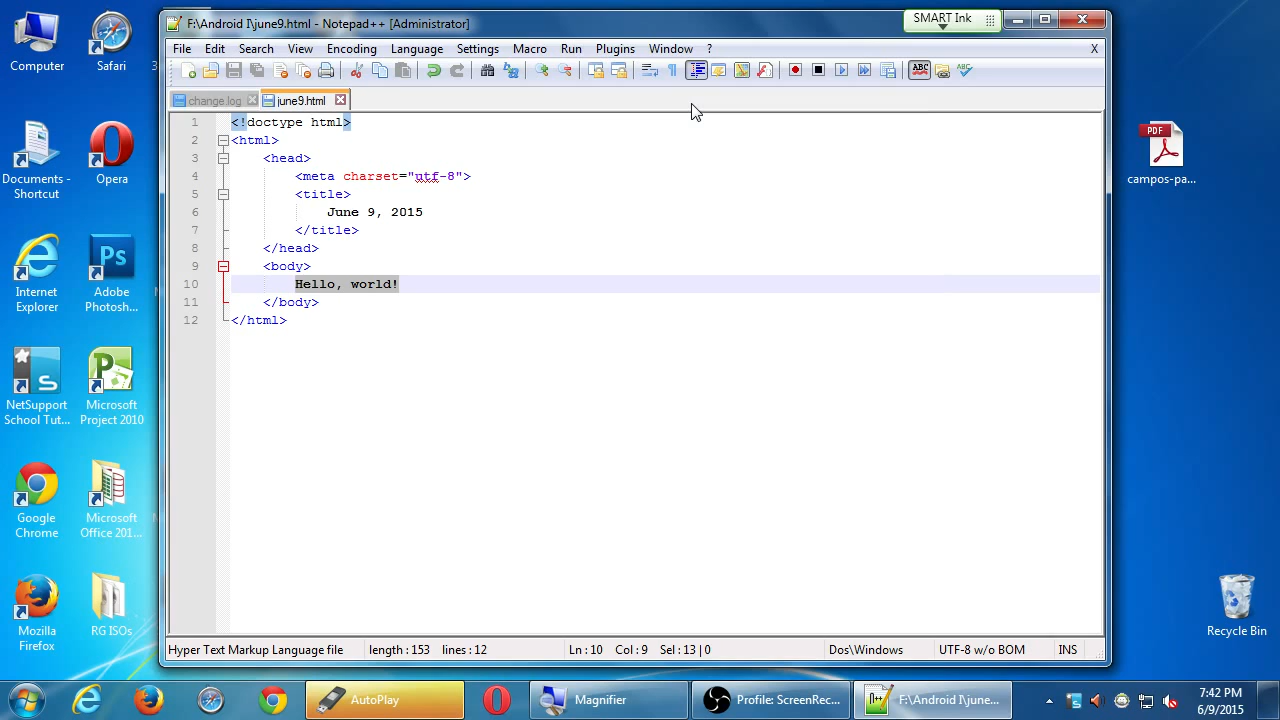 F:\Android I\june9.html - Notepad++ [Administrator]
SMART Ink
File Edit Search View Encoding Language Settings Macro Run Plugins Window ? X
change.log june9.html
1 <!doctype html>
2 <html>
3 <head>
4 <meta charset="utf-8">
5 <title>
6 June 9, 2015
7 </title>
8 </head>
9 <body>
10 Hello, world!
11 </body>
12 </html>
Hyper Text Markup Language file length : 153 lines : 12 Ln : 10 Col : 9 Sel : 13 | 0 Dos\Windows UTF-8 w/o BOM INS
Computer
Safari
Documents - Shortcut
Opera
Internet Explorer
Adobe Photosh...
NetSupport School Tut...
Microsoft Project 2010
Google Chrome
Microsoft Office 201...
Mozilla Firefox
RG ISOs
PDF
campos-pa...
Recycle Bin
AutoPlay
Magnifier
Profile: ScreenRec...
F:\Android I\june...
7:42 PM
6/9/2015